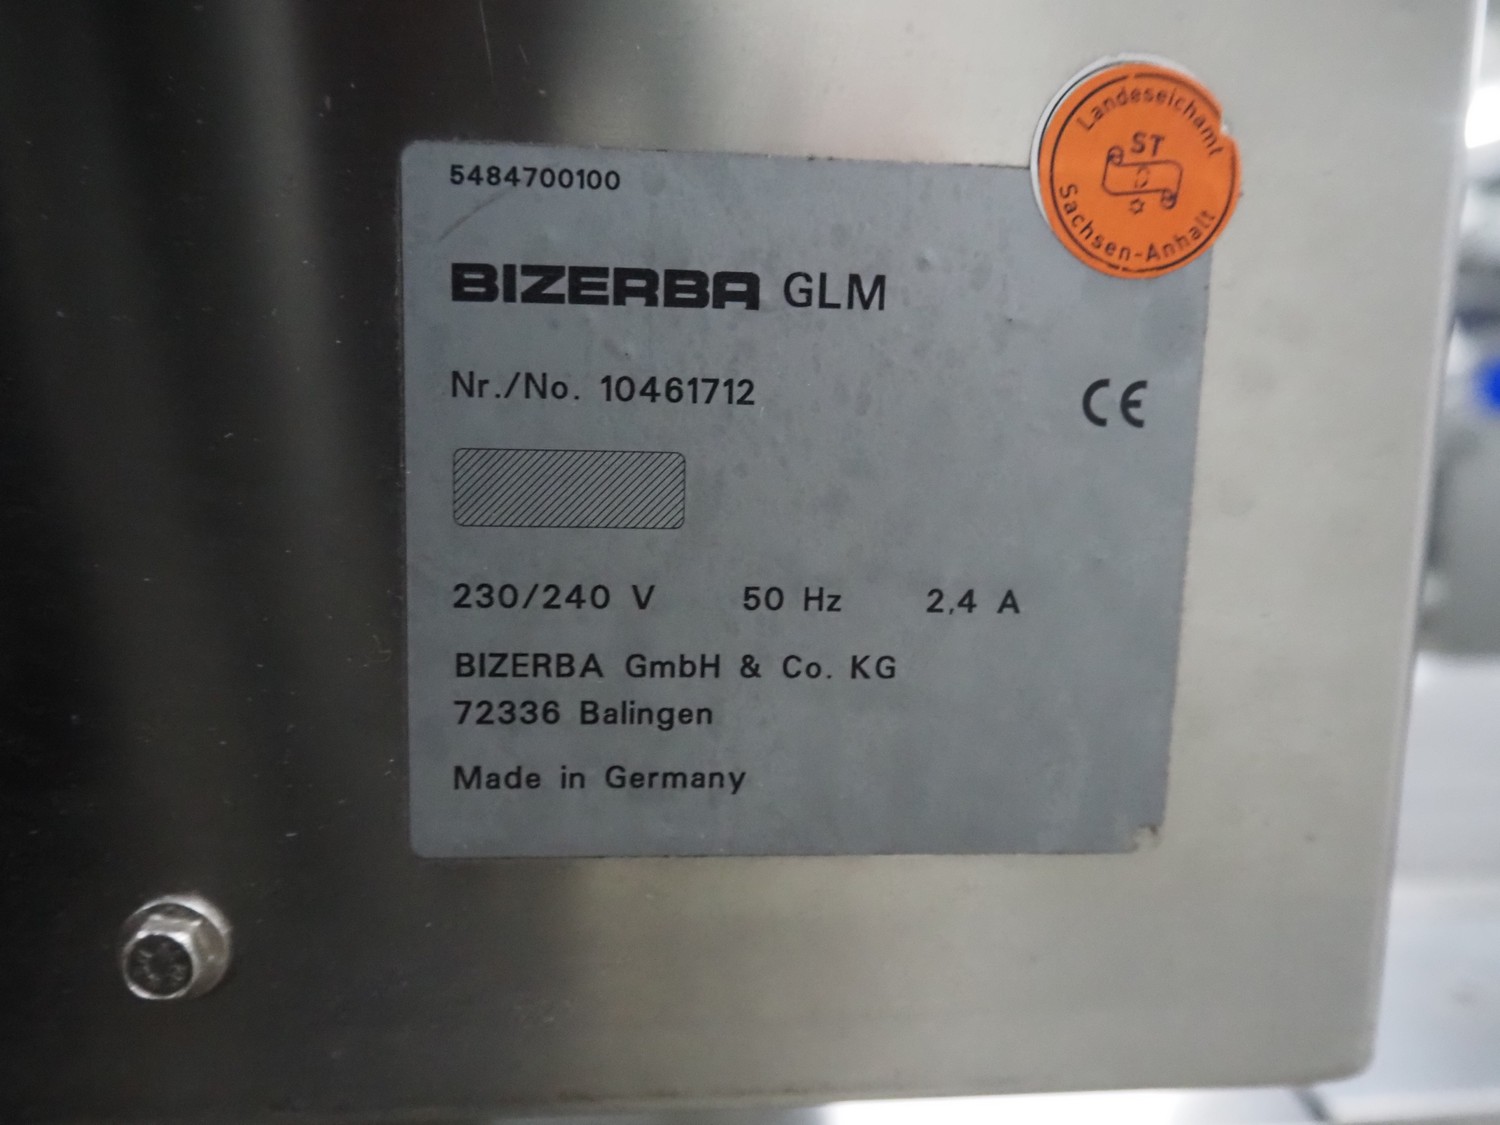 5484700100
BIZERBA GLM
Nr./No. 10461712
CE
230/240 V 50 Hz 2,4 A
BIZERBA GmbH & Co. KG
72336 Balingen
Made in Germany
Landeseichamt
ST
Sachsen-Anhalt